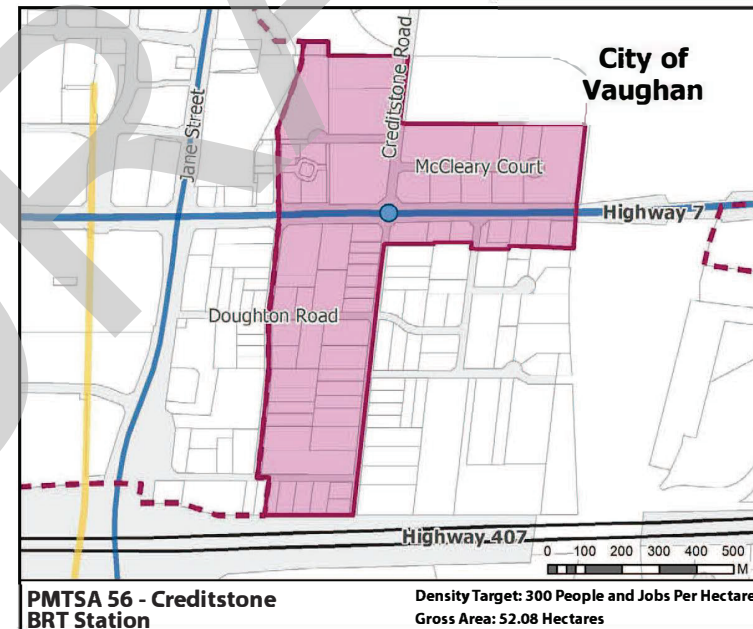 City of
Vaughan
Creditstone Road
Jane Street
McCleary Court
Highway 7
Doughton Road
Highway 407
0 100 200 300 400 500
M
PMTSA 56 - Creditstone
BRT Station
Density Target: 300 People and Jobs Per Hectare
Gross Area: 52.08 Hectares